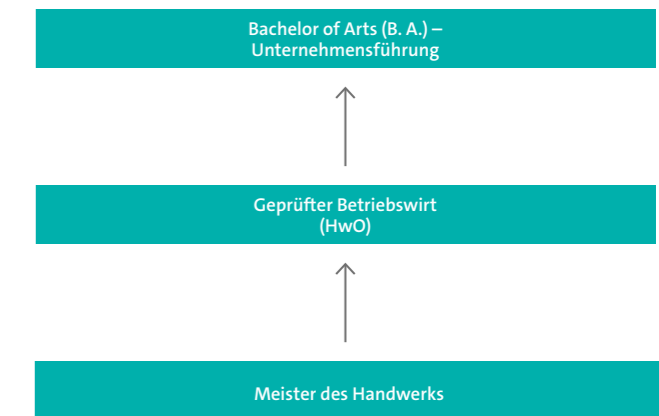 Bachelor of Arts (B. A.) –
Unternehmensführung
Geprüfter Betriebswirt
(HwO)
Meister des Handwerks